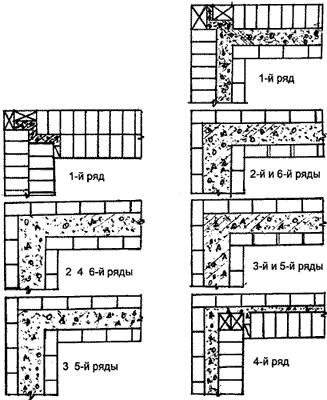 1-й ряд
1-й ряд
2-й и 6-й ряды
2 4 6-й ряды
3-й и 5-й ряды
3 5-й ряды
4-й ряд